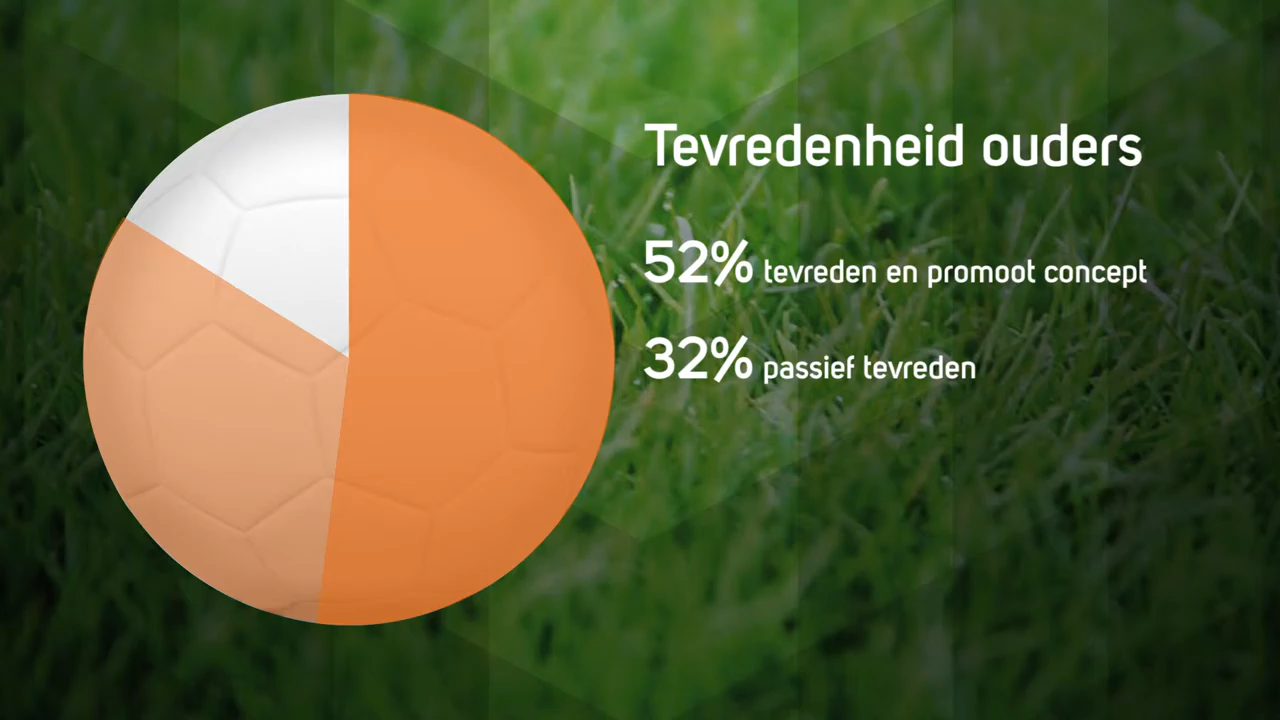 Tevredenheid ouders
52% tevreden en promoot concept
32% passief tevreden